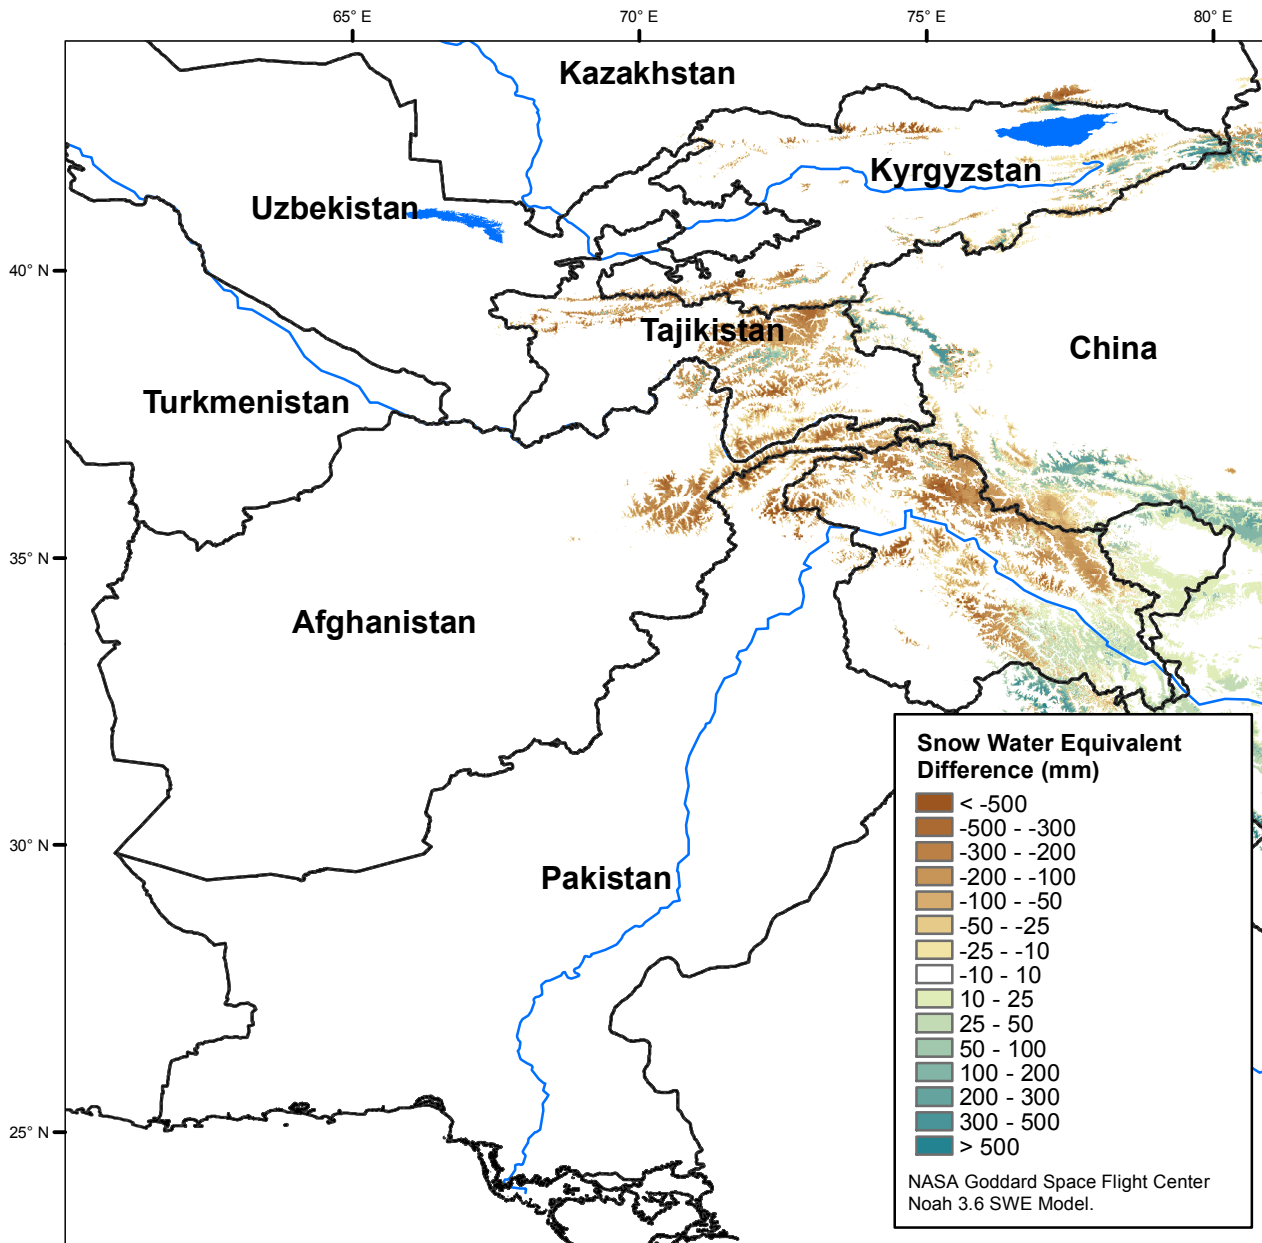 65° E
70° E
75° E
80° E
Kazakhstan
Kyrgyzstan
Uzbekistan
40° N
Tajikistan
China
Turkmenistan
35° N
Afghanistan
Snow Water Equivalent
Difference (mm)
< -500
-500 - -300
30° N
-300 - -200
Pakistan
-200 - -100
-100 - -50
-50 - -25
-25 - -10
-10 - 10
10 - 25
25 - 50
50 - 100
100 - 200
200 - 300
300 - 500
25° N
> 500
NASA Goddard Space Flight Center
Noah 3.6 SWE Model.